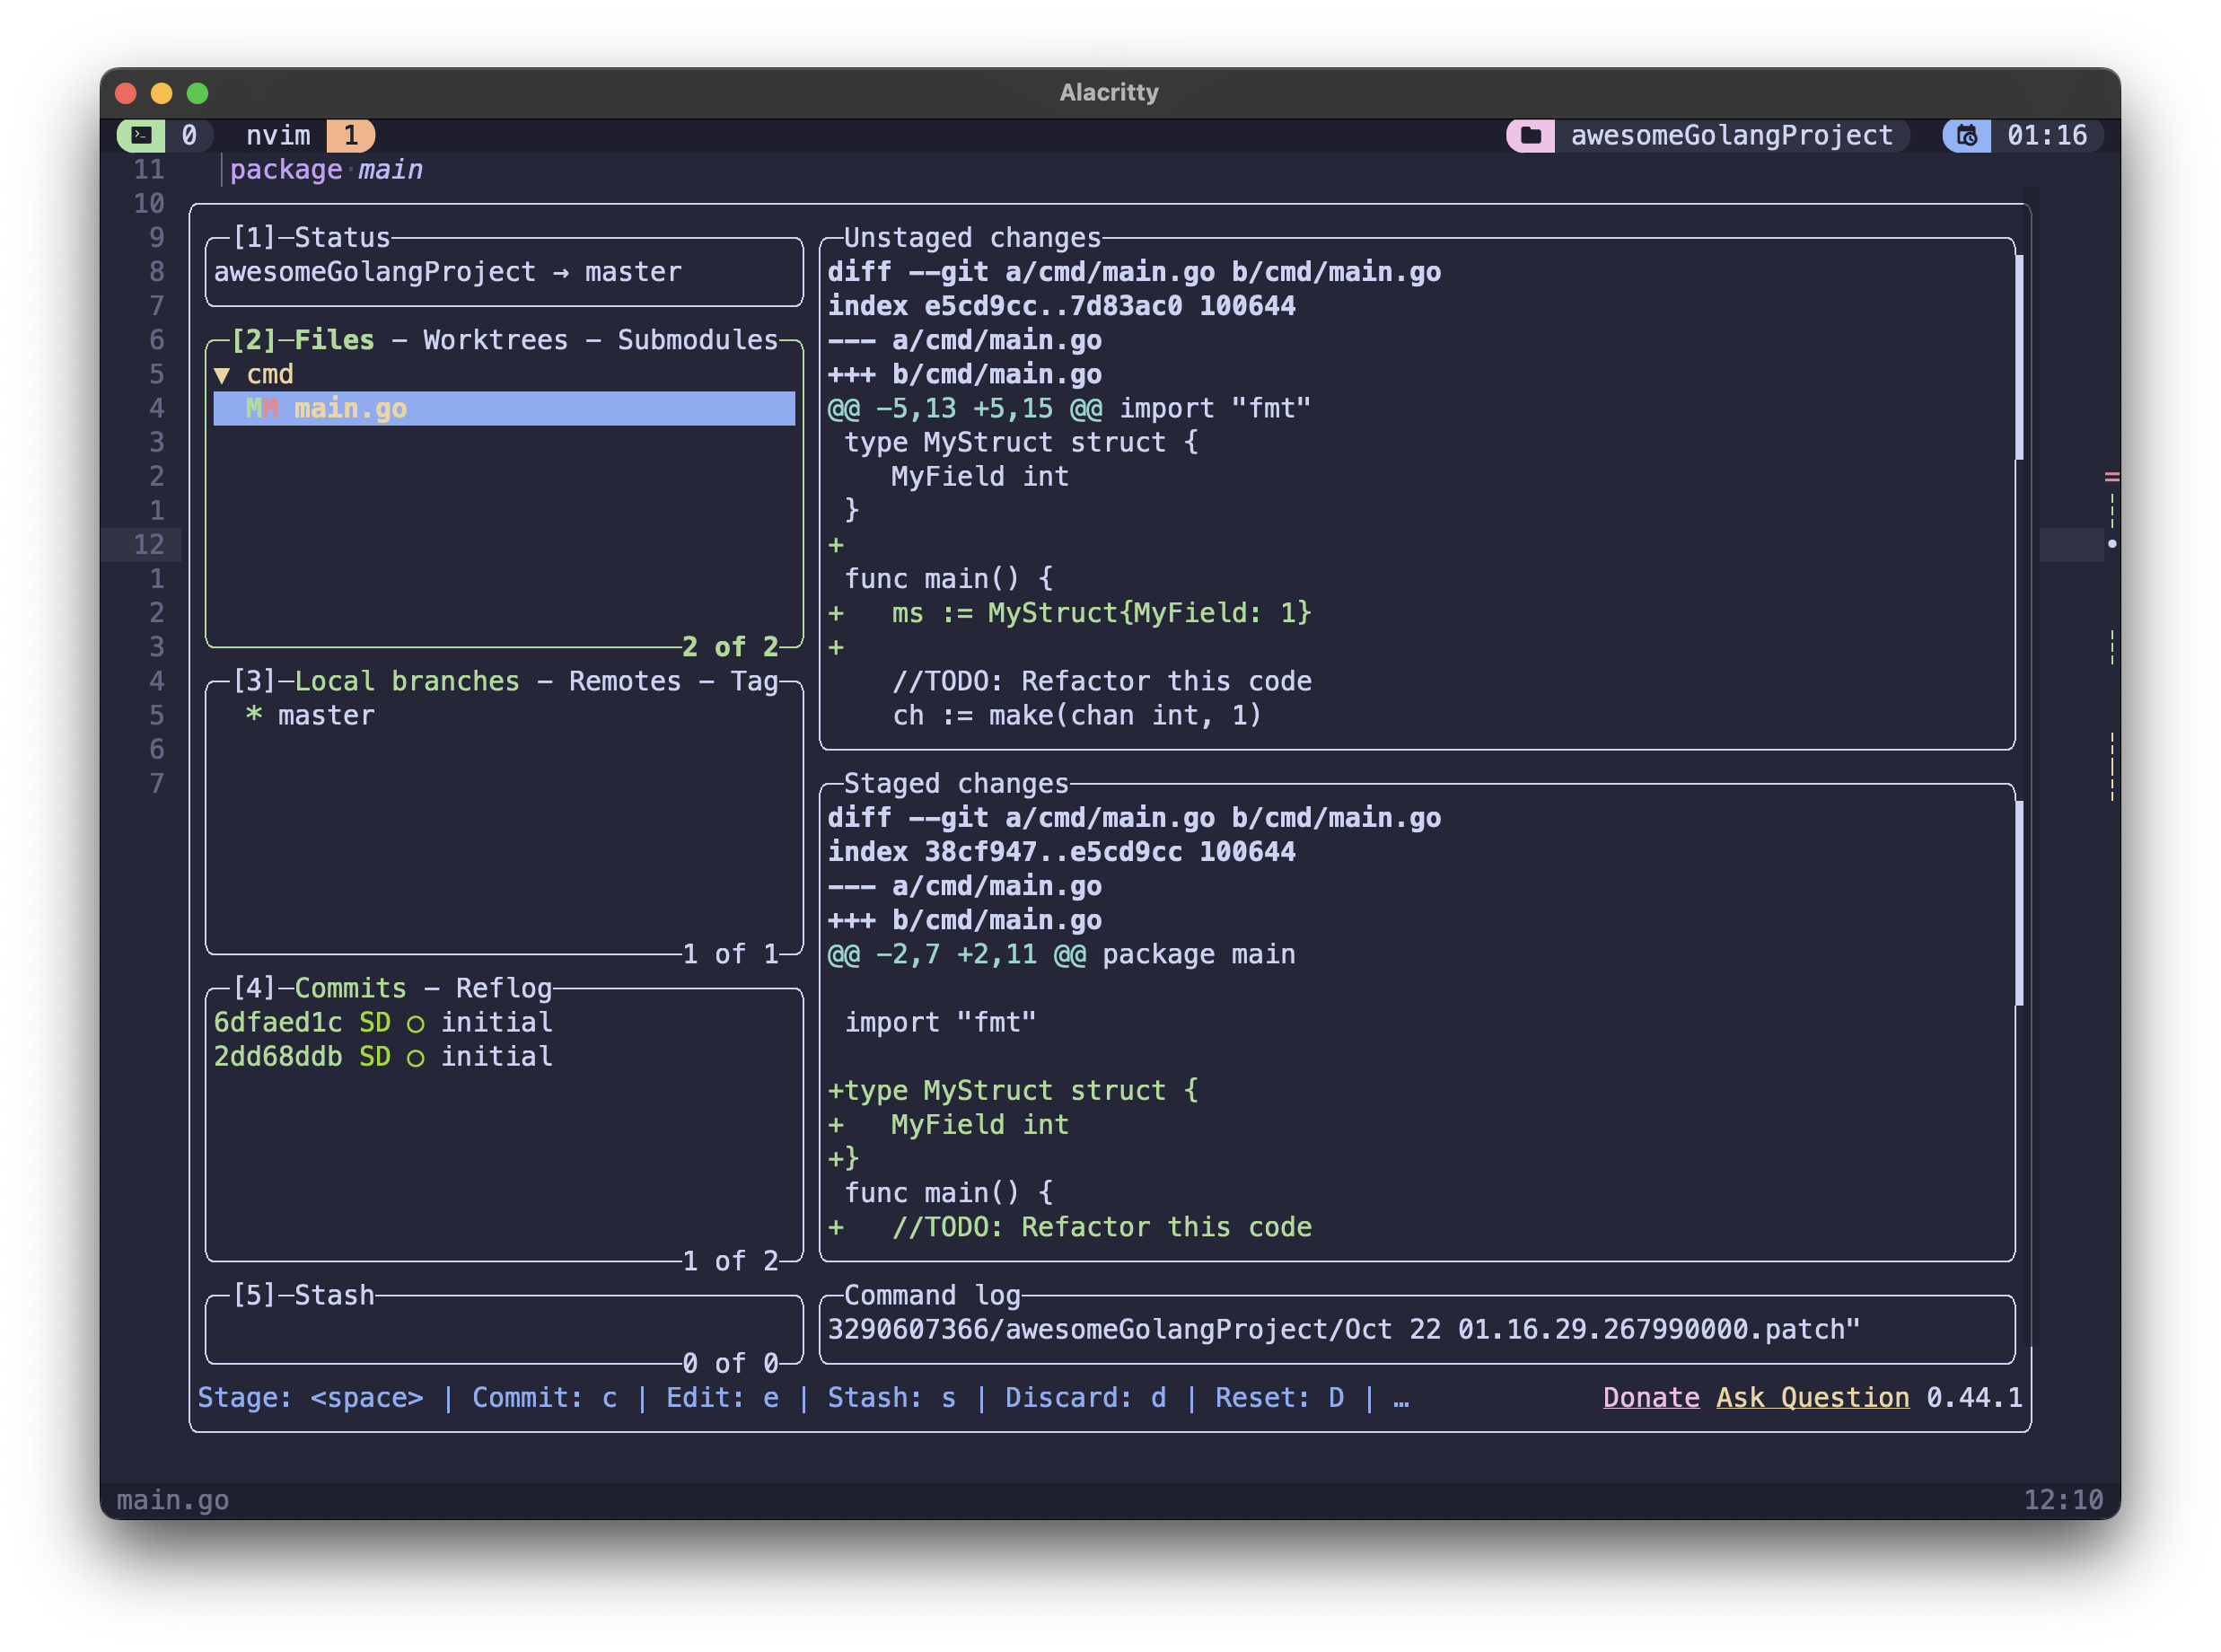 Alacritty
0 nvim 1 awesomeGolangProject 01:16
11 package main
10
9
8
7
6
5
4
3
2
1
12
1
2
3
4
5
6
7
[1]─Status
awesomeGolangProject → master
[2]─Files - Worktrees - Submodules
▼ cmd
MM main.go
2 of 2
[3]─Local branches - Remotes - Tag
* master
1 of 1
[4]─Commits - Reflog
6dfaed1c SD ○ initial
2dd68ddb SD ○ initial
1 of 2
[5]─Stash
0 of 0
Unstaged changes
diff --git a/cmd/main.go b/cmd/main.go
index e5cd9cc..7d83ac0 100644
--- a/cmd/main.go
+++ b/cmd/main.go
@@ -5,13 +5,15 @@ import "fmt"
 type MyStruct struct {
    MyField int
 }
+
 func main() {
+   ms := MyStruct{MyField: 1}
+
    //TODO: Refactor this code
    ch := make(chan int, 1)
Staged changes
diff --git a/cmd/main.go b/cmd/main.go
index 38cf947..e5cd9cc 100644
--- a/cmd/main.go
+++ b/cmd/main.go
@@ -2,7 +2,11 @@ package main
 import "fmt"
+type MyStruct struct {
+   MyField int
+}
 func main() {
+   //TODO: Refactor this code
Command log
3290607366/awesomeGolangProject/Oct 22 01.16.29.267990000.patch"
Stage: <space> | Commit: c | Edit: e | Stash: s | Discard: d | Reset: D | … Donate Ask Question 0.44.1
main.go 12:10